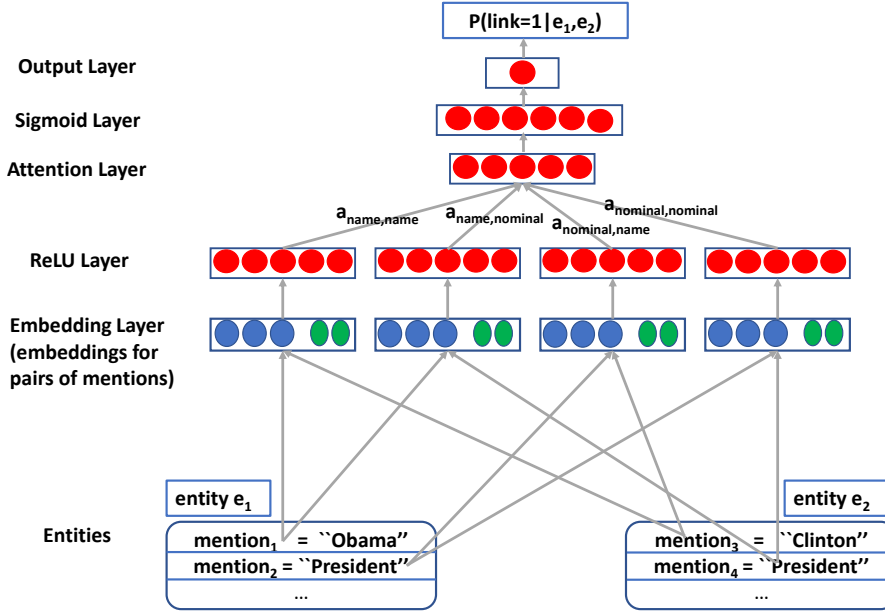 P(link=1|e1,e2)
Output Layer
Sigmoid Layer
Attention Layer
aname,name
aname,nominal
anominal,name
anominal,nominal
ReLU Layer
Embedding Layer
(embeddings for
pairs of mentions)
entity e1
entity e2
Entities
mention1 = ``Obama”
mention2 = ``President”
...
mention3 = ``Clinton”
mention4 = ``President”
...